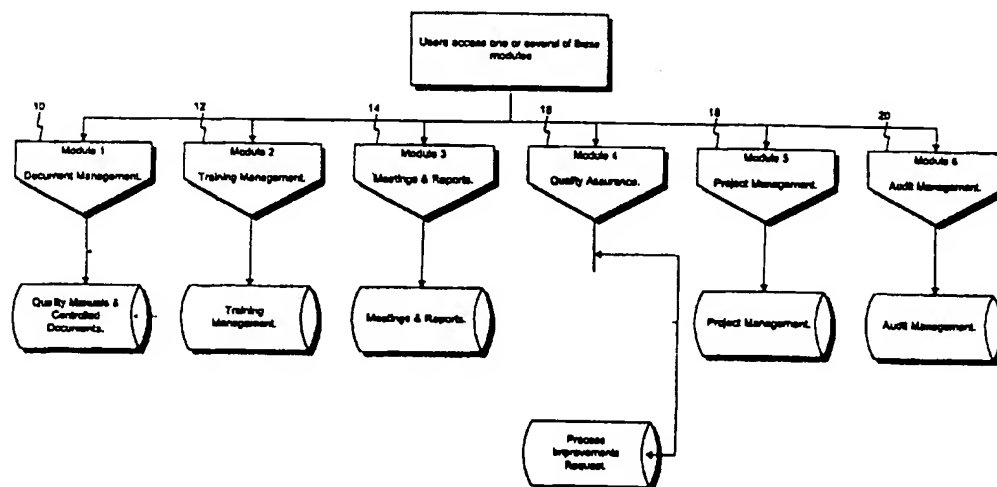 Users access one or several of these
modules
10
12
14
16
18
20
Module 1
Document Management.
Module 2
Training Management.
Module 3
Meetings & Reports.
Module 4
Quality Assurance.
Module 5
Project Management.
Module 6
Audit Management.
Quality Manuals &
Controlled
Documents.
Training
Management.
Meetings & Reports.
Project Management.
Audit Management.
Process
Improvements
Request.